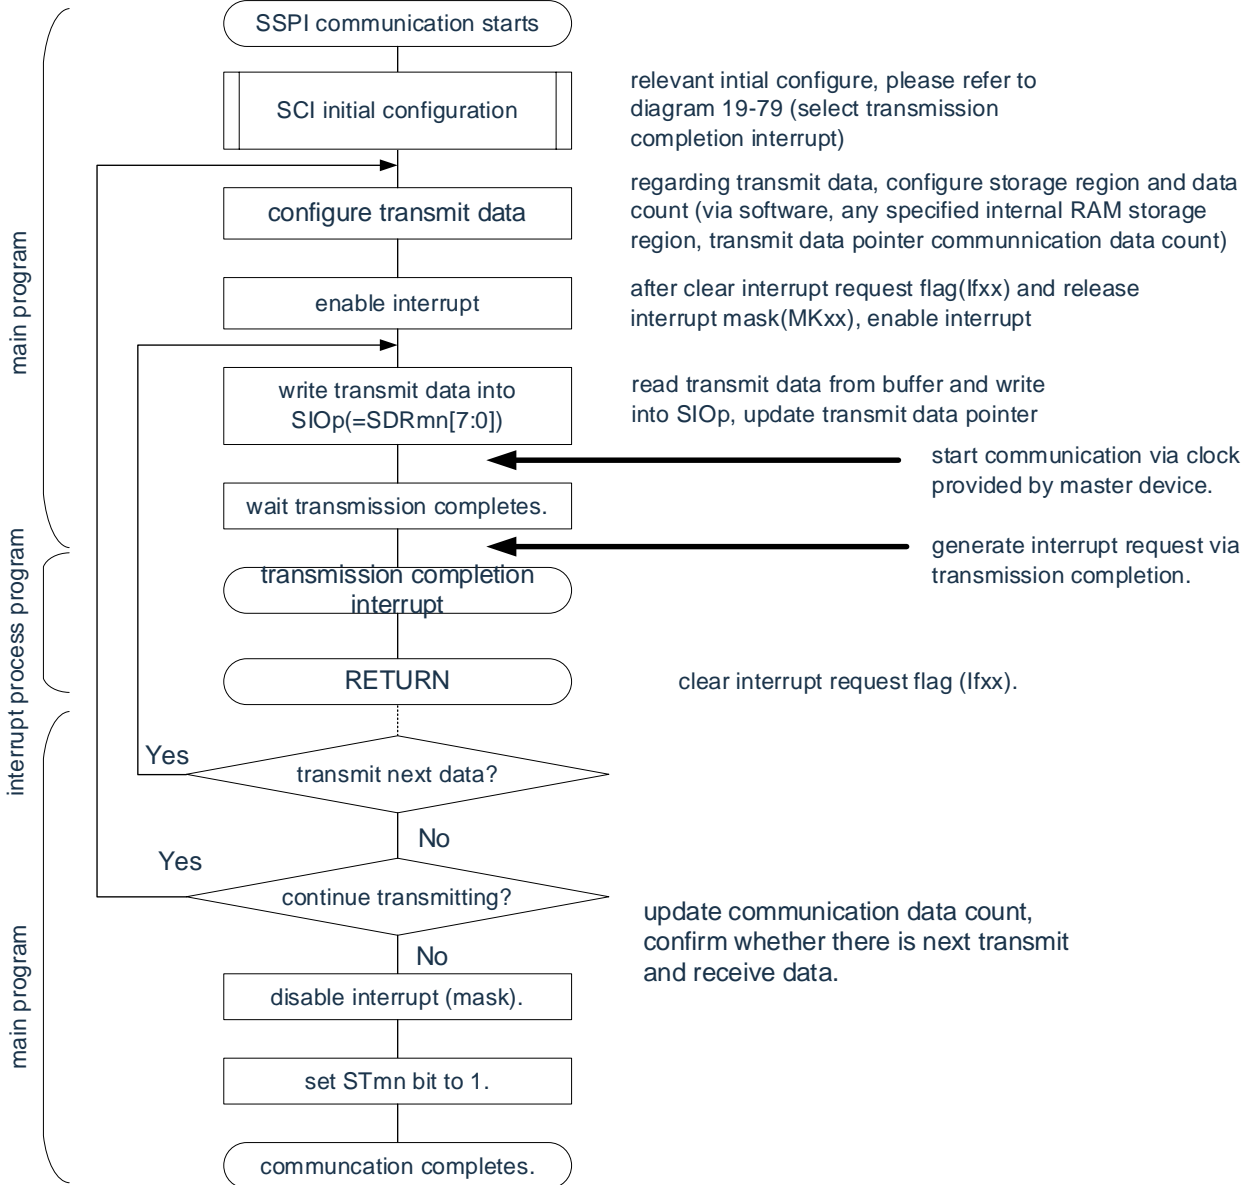 SSPI communication starts
SCI initial configuration
relevant intial configure, please refer to
diagram 19-79 (select transmission
completion interrupt)
configure transmit data
regarding transmit data, configure storage region and data
count (via software, any specified internal RAM storage
region, transmit data pointer communnication data count)
main program
enable interrupt
after clear interrupt request flag(Ifxx) and release
interrupt mask(MKxx), enable interrupt
write transmit data into
SIOp(=SDRmn[7:0])
read transmit data from buffer and write
into SIOp, update transmit data pointer
start communication via clock
provided by master device.
wait transmission completes.
generate interrupt request via
transmission completion.
transmission completion
interrupt
interrupt process program
RETURN
clear interrupt request flag (Ifxx).
Yes
transmit next data?
No
Yes
continue transmitting?
update communication data count,
confirm whether there is next transmit
and receive data.
No
main program
disable interrupt (mask).
set STmn bit to 1.
communcation completes.